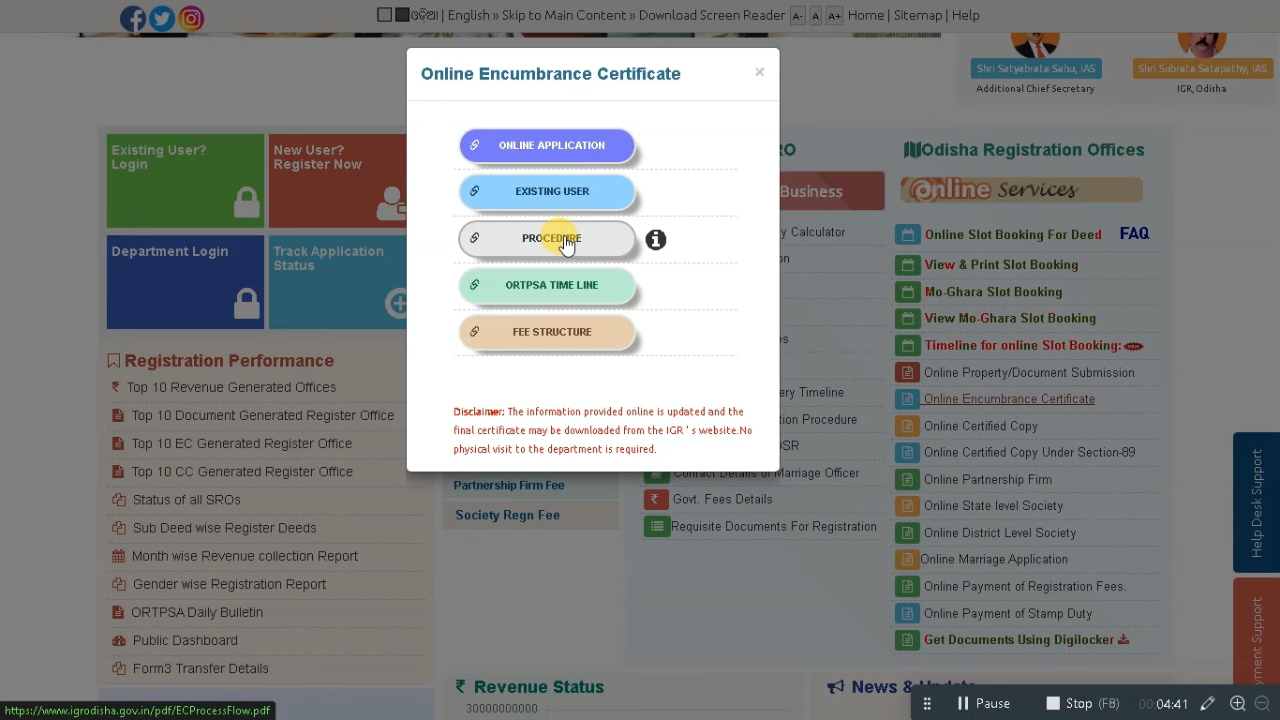 ଓଡ଼ିଆ | English » Skip to Main Content » Download Screen Reader A- A A+ Home | Sitemap | Help
Shri Satyabrata Sahu, IAS
Additional Chief Secretary
Shri Subrata Satapathy, IAS
IGR, Odisha
Online Encumbrance Certificate
×
ONLINE APPLICATION
EXISTING USER
PROCEDURE
ORTPSA TIME LINE
FEE STRUCTURE
Disclaimer: The information provided online is updated and the
final certificate may be downloaded from the IGR ' s website.No
physical visit to the department is required.
Existing User?
Login
New User?
Register Now
Department Login
Track Application
Status
Registration Performance
Top 10 Revenue Generated Offices
Top 10 Document Generated Register Office
Top 10 EC Generated Register Office
Top 10 CC Generated Register Office
Status of all SROs
Sub Deed wise Register Deeds
Month wise Revenue collection Report
Gender wise Registration Report
ORTPSA Daily Bulletin
Public Dashboard
Form3 Transfer Details
Partnership Firm Fee
Society Regn Fee
RO
Business
y Calculator
on
es
ery Timeline
ion Procedure
DSR
Contact Details of Marriage Officer
Govt. Fees Details
Requisite Documents For Registration
Odisha Registration Offices
Online Services
Online Slot Booking For Deed FAQ
View & Print Slot Booking
Mo-Ghara Slot Booking
View Mo-Ghara Slot Booking
Timeline for online Slot Booking:
Online Property/Document Submission
Online Encumbrance Certificate
Online Certified Copy
Online Certified Copy Under Section-89
Online Partnership Firm
Online State level Society
Online District Level Society
Online Marriage Application
Online Payment of Registration Fees.
Online Payment of Stamp Duty
Get Documents Using Digilocker
Help Desk Support
yment Support
Revenue Status
30000000000
News & Update
https://www.igrodisha.gov.in/pdf/ECProcessFlow.pdf
Pause
Stop (F8)
00:04:41